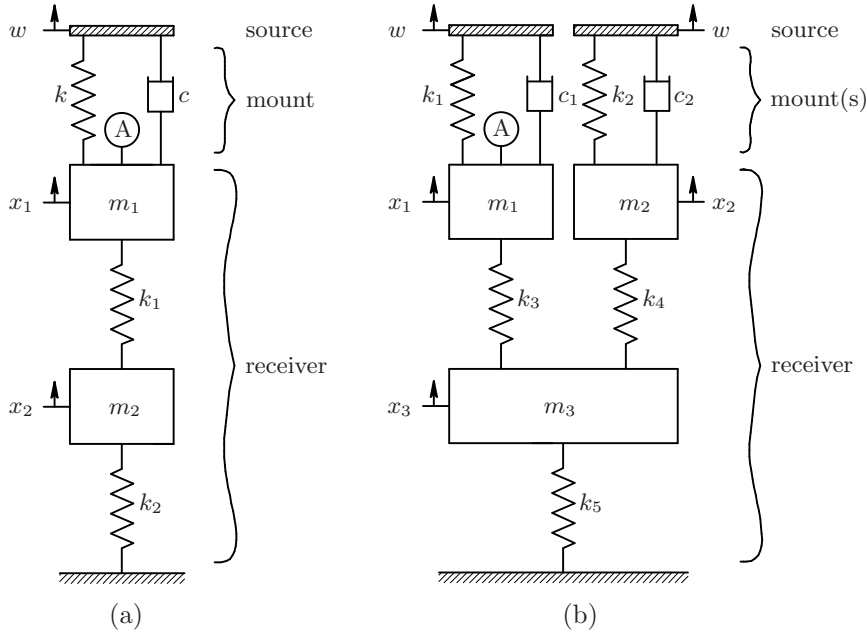 w
source
k
c
mount
A
x₁
m₁
k₁
receiver
x₂
m₂
k₂
(a)
w
w
source
k₁
c₁
k₂
c₂
mount(s)
A
x₁
m₁
m₂
x₂
k₃
k₄
receiver
x₃
m₃
k₅
(b)